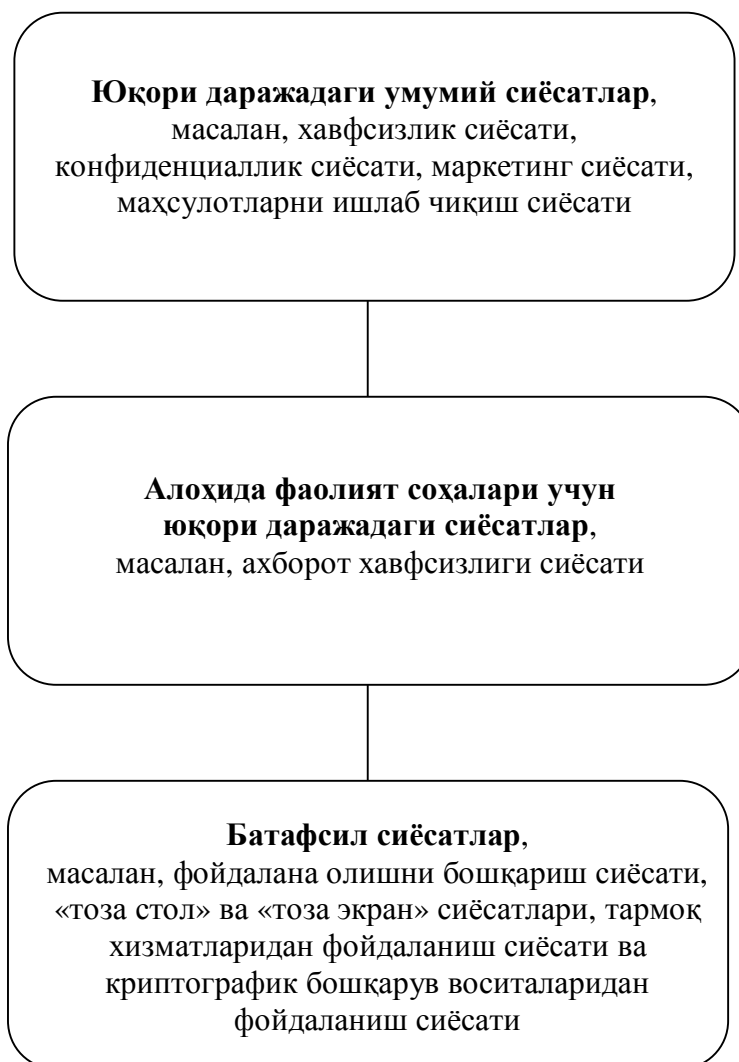 Юқори даражадаги умумий сиёсатлар,
масалан, хавфсизлик сиёсати,
конфиденциаллик сиёсати, маркетинг сиёсати,
маҳсулотларни ишлаб чиқиш сиёсати
Алоҳида фаолият соҳалари учун
юқори даражадаги сиёсатлар,
масалан, ахборот хавфсизлиги сиёсати
Батафсил сиёсатлар,
масалан, фойдалана олишни бошқариш сиёсати,
«тоза стол» ва «тоза экран» сиёсатлари, тармоқ
хизматларидан фойдаланиш сиёсати ва
криптографик бошқарув воситаларидан
фойдаланиш сиёсати